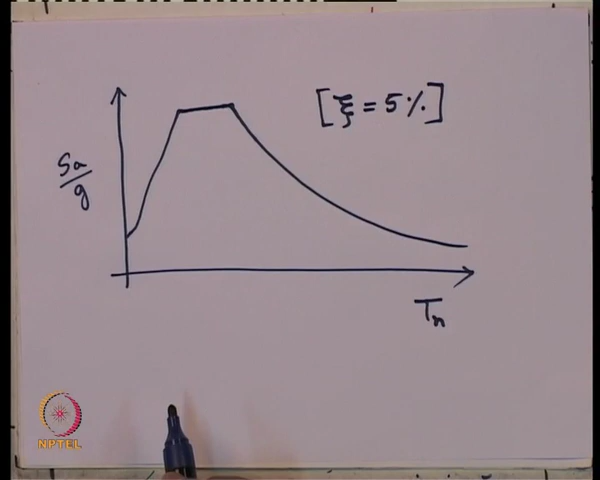 [ξ = 5%]
Sa/g
Tn
NPTEL